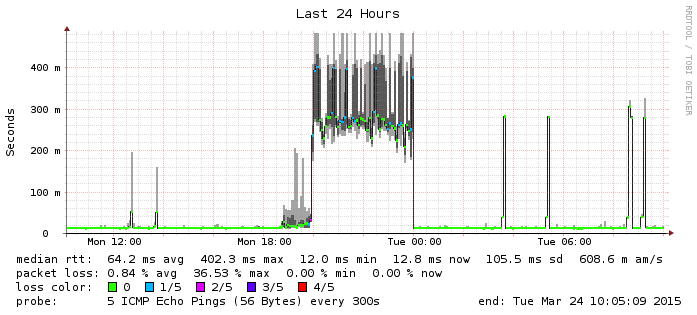 Last 24 Hours
RRDTOOL / TOBI OETIKER
Seconds
400 m
300 m
200 m
100 m
0
Mon 12:00 Mon 18:00 Tue 00:00 Tue 06:00
median rtt: 64.2 ms avg 402.3 ms max 12.0 ms min 12.8 ms now 105.5 ms sd 608.6 m am/s
packet loss: 0.84 % avg 36.53 % max 0.00 % min 0.00 % now
loss color: 0 1/5 2/5 3/5 4/5
probe: 5 ICMP Echo Pings (56 Bytes) every 300s end: Tue Mar 24 10:05:09 2015